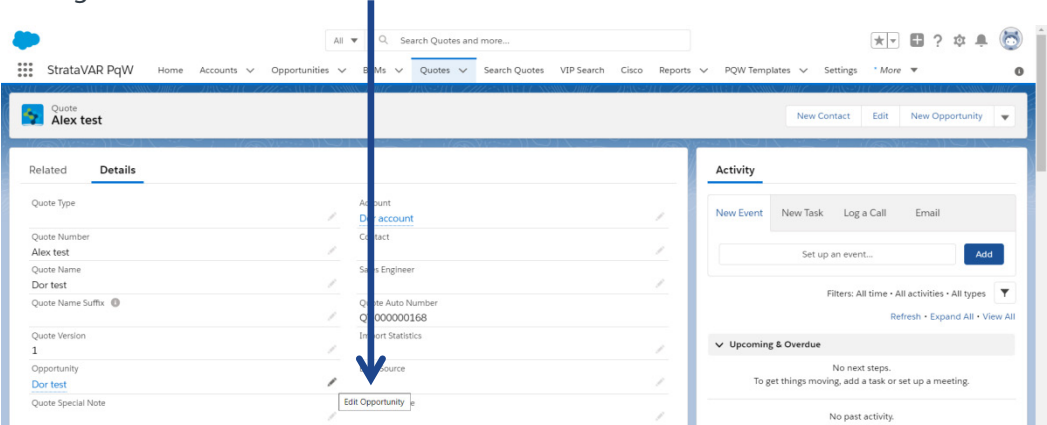 All
Search Quotes and more...
StrataVAR PqW Home Accounts Opportunities Quotes Search Quotes VIP Search Cisco Reports PQW Templates Settings * More
Quote
Alex test
New Contact Edit New Opportunity
Related Details
Quote Type
Account
account
Quote Number
Alex test
Contact
Quote Name
Dor test
Engineer
Quote Name Suffix
Quote Auto Number
000000168
Quote Version
1
Import Statistics
Opportunity
Dor test
Source
Quote Special Note
Edit Opportunity
Activity
New Event New Task Log a Call Email
Set up an event... Add
Filters: All time • All activities • All types
Refresh • Expand All • View All
Upcoming & Overdue
No next steps.
To get things moving, add a task or set up a meeting.
No past activity.